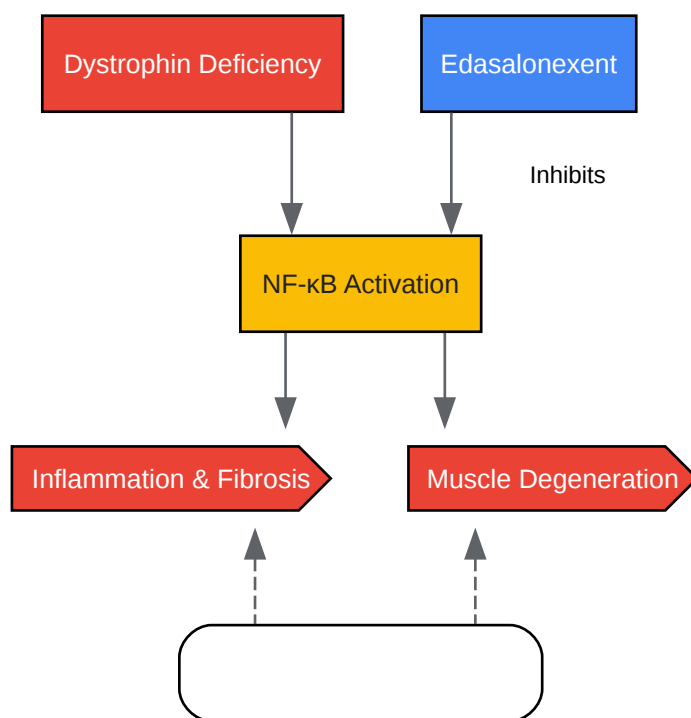 Dystrophin Deficiency
Edasalonexent
Inhibits
NF-κB Activation
Inflammation & Fibrosis
Muscle Degeneration